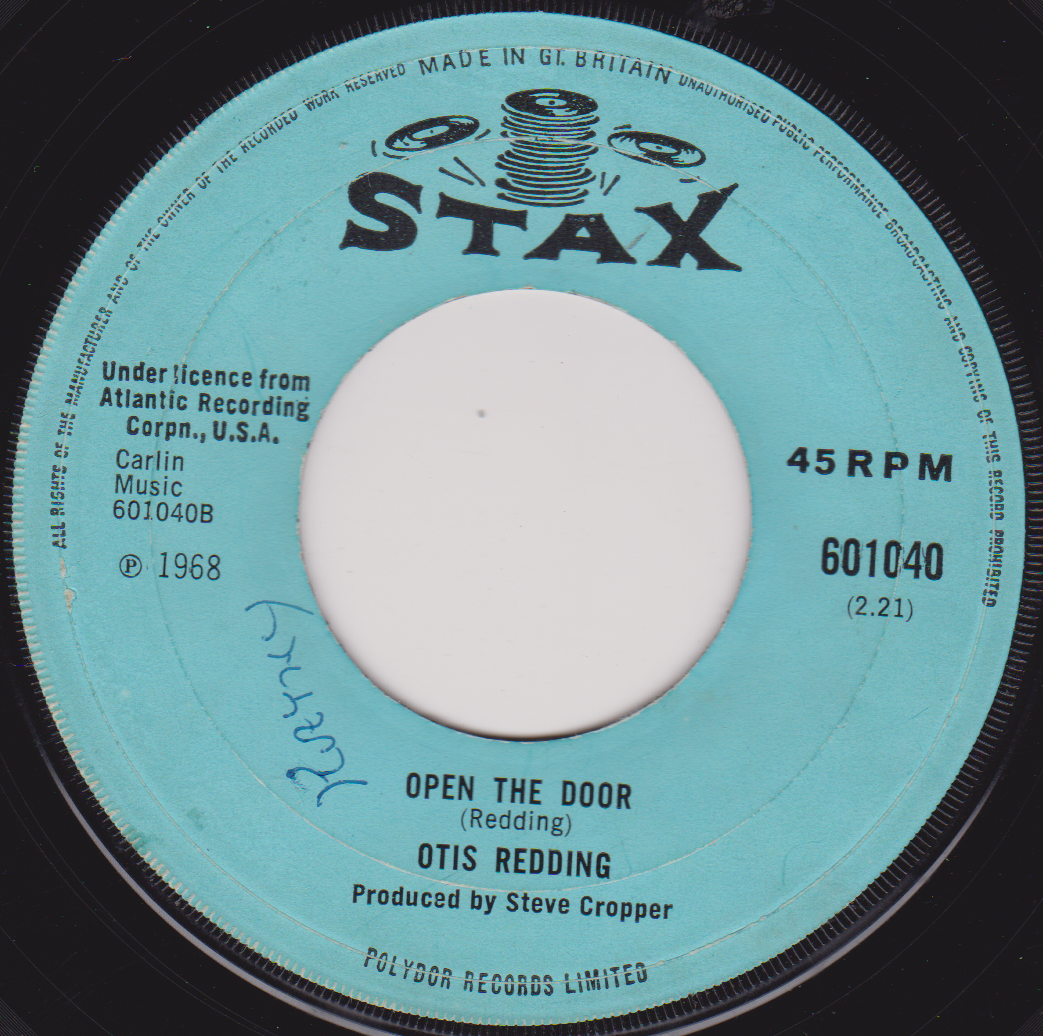 ALL RIGHTS OF THE MANUFACTURER AND OF THE OWNER OF THE RECORDED WORK RESERVED MADE IN GT. BRITAIN UNAUTHORISED PUBLIC PERFORMANCE BROADCASTING AND COPYING OF THIS RECORD PROHIBITED
STAX
Under licence from
Atlantic Recording
Corpn., U.S.A.
Carlin
Music
601040B
℗ 1968
45 RPM
601040
(2.21)
OPEN THE DOOR
(Redding)
OTIS REDDING
Produced by Steve Cropper
POLYDOR RECORDS LIMITED